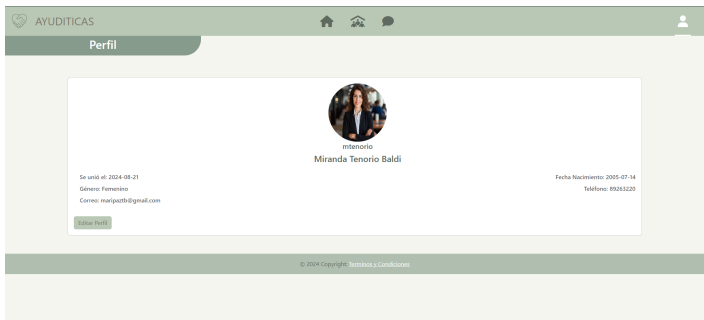 AYUDITICAS
Perfil
mtenorio
Miranda Tenorio Baldi
Se unió el: 2024-08-21
Fecha Nacimiento: 2005-07-14
Género: Femenino
Teléfono: 89263220
Correo: maripaztb@gmail.com
Editar Perfil
© 2024 Copyright: Terminos y Condiciones